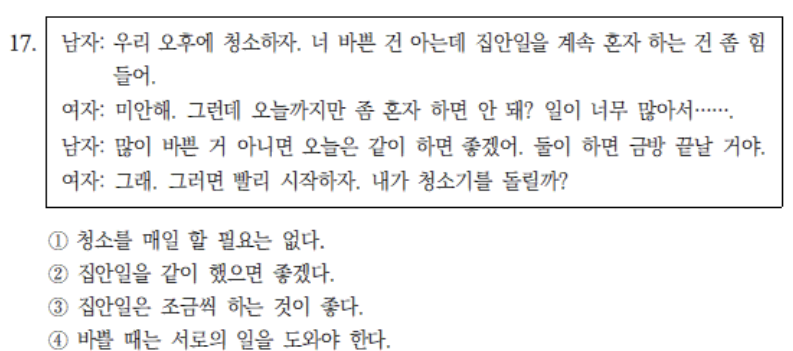 17. 남자: 우리 오후에 청소하자. 너 바쁜 건 아는데 집안일을 계속 혼자 하는 건 좀 힘
들어.
여자: 미안해. 그런데 오늘까지만 좀 혼자 하면 안 돼? 일이 너무 많아서…….
남자: 많이 바쁜 거 아니면 오늘은 같이 하면 좋겠어. 둘이 하면 금방 끝날 거야.
여자: 그래. 그러면 빨리 시작하자. 내가 청소기를 돌릴까?
① 청소를 매일 할 필요는 없다.
② 집안일을 같이 했으면 좋겠다.
③ 집안일은 조금씩 하는 것이 좋다.
④ 바쁠 때는 서로의 일을 도와야 한다.